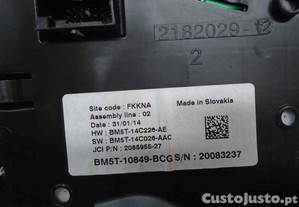 2182029-12
2
Site code : FKKNA
Assembly line : 02
Date : 31/01/14
Made in Slovakia
HW : BM5T-14C226-AE
SW : BM5T-14C026-AAC
JCI P/N : 2085955-27
BM5T-10849-BCG S/N : 20083237
CustoJusto.pt